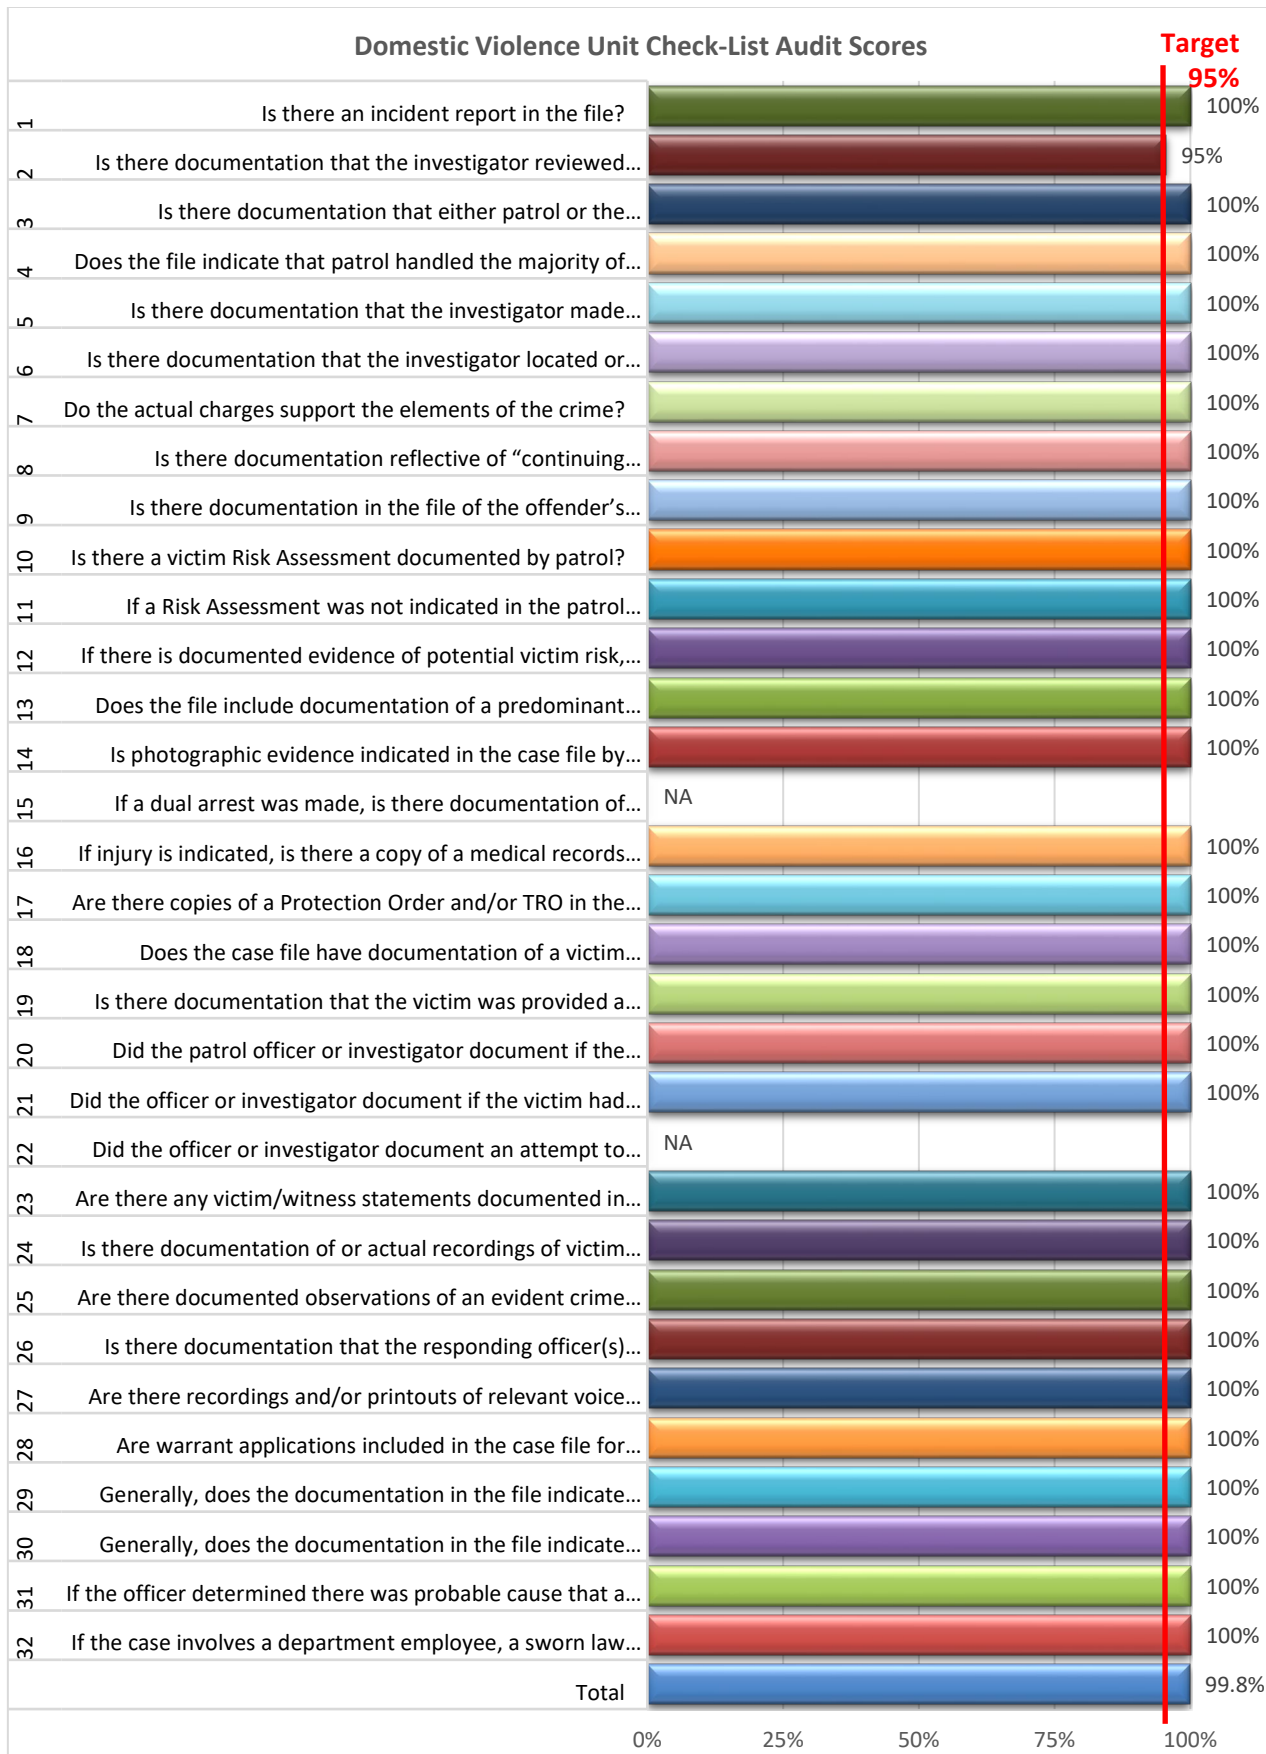 Domestic Violence Unit Check-List Audit Scores
Target
95%
1 Is there an incident report in the file? 100%
2 Is there documentation that the investigator reviewed… 95%
3 Is there documentation that either patrol or the… 100%
4 Does the file indicate that patrol handled the majority of… 100%
5 Is there documentation that the investigator made… 100%
6 Is there documentation that the investigator located or… 100%
7 Do the actual charges support the elements of the crime? 100%
8 Is there documentation reflective of “continuing… 100%
9 Is there documentation in the file of the offender’s… 100%
10 Is there a victim Risk Assessment documented by patrol? 100%
11 If a Risk Assessment was not indicated in the patrol… 100%
12 If there is documented evidence of potential victim risk,… 100%
13 Does the file include documentation of a predominant… 100%
14 Is photographic evidence indicated in the case file by… 100%
15 If a dual arrest was made, is there documentation of… NA
16 If injury is indicated, is there a copy of a medical records… 100%
17 Are there copies of a Protection Order and/or TRO in the… 100%
18 Does the case file have documentation of a victim… 100%
19 Is there documentation that the victim was provided a… 100%
20 Did the patrol officer or investigator document if the… 100%
21 Did the officer or investigator document if the victim had… 100%
22 Did the officer or investigator document an attempt to… NA
23 Are there any victim/witness statements documented in… 100%
24 Is there documentation of or actual recordings of victim… 100%
25 Are there documented observations of an evident crime… 100%
26 Is there documentation that the responding officer(s)… 100%
27 Are there recordings and/or printouts of relevant voice… 100%
28 Are warrant applications included in the case file for… 100%
29 Generally, does the documentation in the file indicate… 100%
30 Generally, does the documentation in the file indicate… 100%
31 If the officer determined there was probable cause that a… 100%
32 If the case involves a department employee, a sworn law… 100%
Total 99.8%
0% 25% 50% 75% 100%